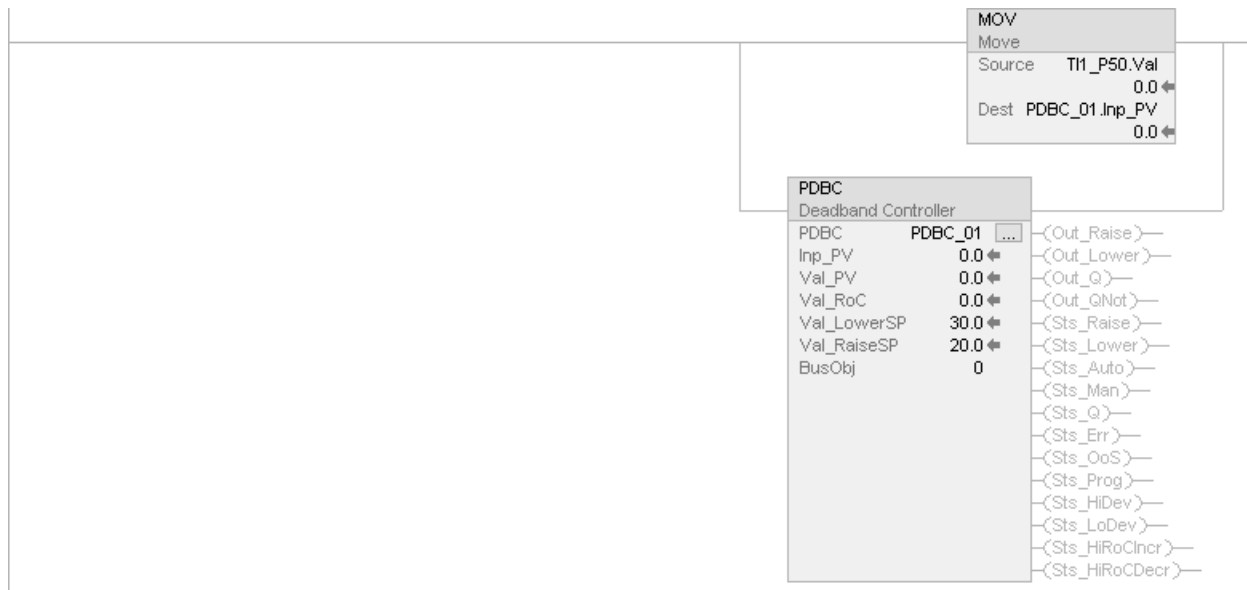 MOV
Move
Source TI1_P50.Val
0.0
Dest PDBC_01.Inp_PV
0.0
PDBC
Deadband Controller
PDBC PDBC_01 ... (Out_Raise)
Inp_PV 0.0 (Out_Lower)
Val_PV 0.0 (Out_Q)
Val_RoC 0.0 (Out_QNot)
Val_LowerSP 30.0 (Sts_Raise)
Val_RaiseSP 20.0 (Sts_Lower)
BusObj 0 (Sts_Auto)
(Sts_Man)
(Sts_Q)
(Sts_Err)
(Sts_OoS)
(Sts_Prog)
(Sts_HiDev)
(Sts_LoDev)
(Sts_HiRoCIncr)
(Sts_HiRoCDecr)